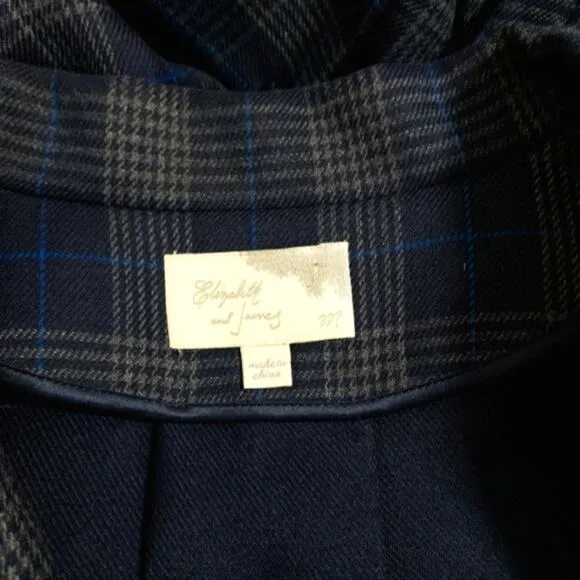 Elizabeth
and James
M
made in
china